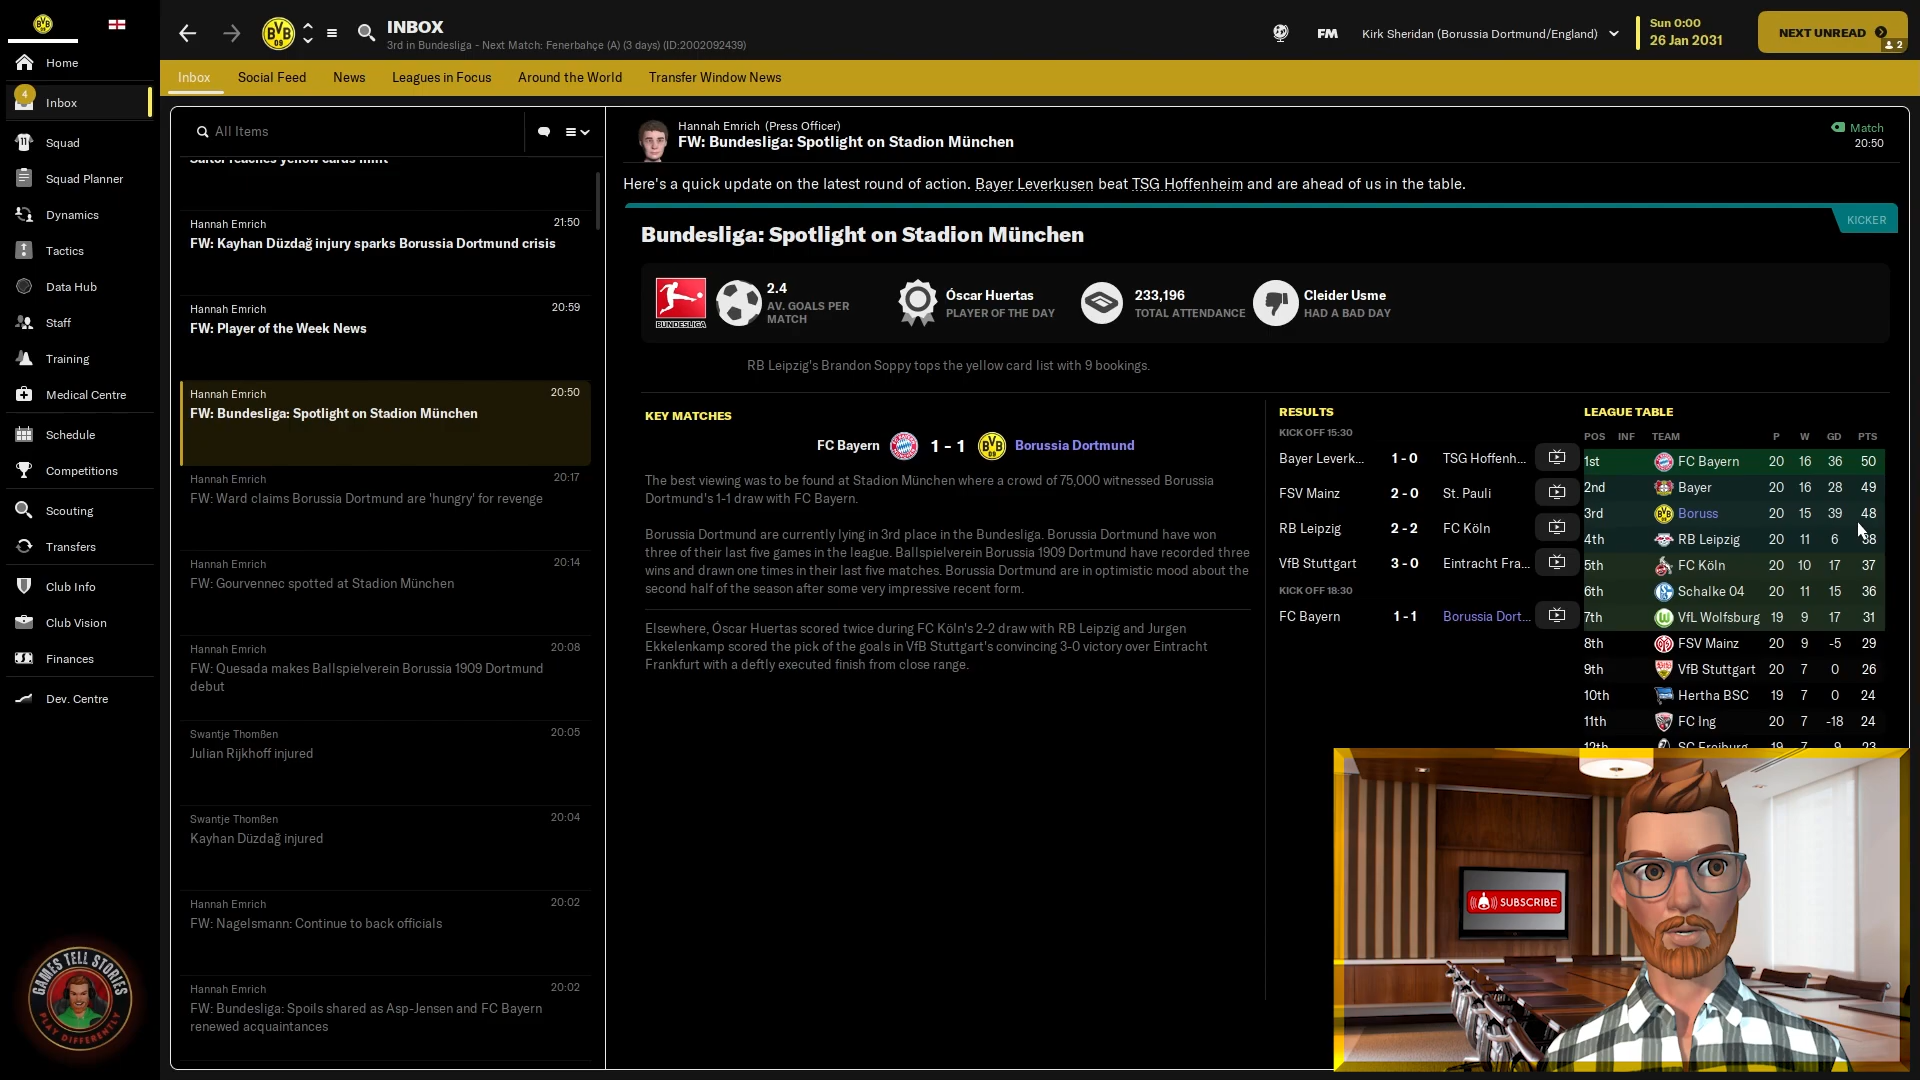 INBOX
3rd in Bundesliga - Next Match: Fenerbahçe (A) (3 days) (ID:2002092439)
FM
Kirk Sheridan (Borussia Dortmund/England)
Sun 0:00
26 Jan 2031
NEXT UNREAD
2
Home
4
Inbox
Squad
Squad Planner
Dynamics
Tactics
Data Hub
Staff
Training
Medical Centre
Schedule
Competitions
Scouting
Transfers
Club Info
Club Vision
Finances
Dev. Centre
GAMES TELL STORIES
PLAY DIFFERENTLY
Inbox
Social Feed
News
Leagues in Focus
Around the World
Transfer Window News
All Items
reaches yellow cards limit
Hannah Emrich 21:50
FW: Kayhan Düzdağ injury sparks Borussia Dortmund crisis
Hannah Emrich 20:59
FW: Player of the Week News
Hannah Emrich 20:50
FW: Bundesliga: Spotlight on Stadion München
Hannah Emrich 20:17
FW: Ward claims Borussia Dortmund are 'hungry' for revenge
Hannah Emrich 20:14
FW: Gourvennec spotted at Stadion München
Hannah Emrich 20:08
FW: Quesada makes Ballspielverein Borussia 1909 Dortmund
debut
Swantje Thomßen 20:05
Julian Rijkhoff injured
Swantje Thomßen 20:04
Kayhan Düzdağ injured
Hannah Emrich 20:02
FW: Nagelsmann: Continue to back officials
Hannah Emrich 20:02
FW: Bundesliga: Spoils shared as Asp-Jensen and FC Bayern
renewed acquaintances
Hannah Emrich (Press Officer)
FW: Bundesliga: Spotlight on Stadion München
Match
20:50
Here's a quick update on the latest round of action. Bayer Leverkusen beat TSG Hoffenheim and are ahead of us in the table.
KICKER
Bundesliga: Spotlight on Stadion München
BUNDESLIGA
2.4
AV. GOALS PER
MATCH
Óscar Huertas
PLAYER OF THE DAY
233,196
TOTAL ATTENDANCE
Cleider Usme
HAD A BAD DAY
RB Leipzig's Brandon Soppy tops the yellow card list with 9 bookings.
KEY MATCHES
FC Bayern 1 - 1 Borussia Dortmund
The best viewing was to be found at Stadion München where a crowd of 75,000 witnessed Borussia
Dortmund's 1-1 draw with FC Bayern.
Borussia Dortmund are currently lying in 3rd place in the Bundesliga. Borussia Dortmund have won
three of their last five games in the league. Ballspielverein Borussia 1909 Dortmund have recorded three
wins and drawn one times in their last five matches. Borussia Dortmund are in optimistic mood about the
second half of the season after some very impressive recent form.
Elsewhere, Óscar Huertas scored twice during FC Köln's 2-2 draw with RB Leipzig and Jurgen
Ekkelenkamp scored the pick of the goals in VfB Stuttgart's convincing 3-0 victory over Eintracht
Frankfurt with a deftly executed finish from close range.
RESULTS
KICK OFF 15:30
Bayer Leverk... 1 - 0 TSG Hoffenh...
FSV Mainz 2 - 0 St. Pauli
RB Leipzig 2 - 2 FC Köln
VfB Stuttgart 3 - 0 Eintracht Fra...
KICK OFF 18:30
FC Bayern 1 - 1 Borussia Dort...
LEAGUE TABLE
POS INF TEAM P W GD PTS
1st FC Bayern 20 16 36 50
2nd Bayer 20 16 28 49
3rd Boruss 20 15 39 48
4th RB Leipzig 20 11 6 38
5th FC Köln 20 10 17 37
6th Schalke 04 20 11 15 36
7th VfL Wolfsburg 19 9 17 31
8th FSV Mainz 20 9 -5 29
9th VfB Stuttgart 20 7 0 26
10th Hertha BSC 19 7 0 24
11th FC Ing 20 7 -18 24
12th SC Freiburg 19 7 -9 23
SUBSCRIBE